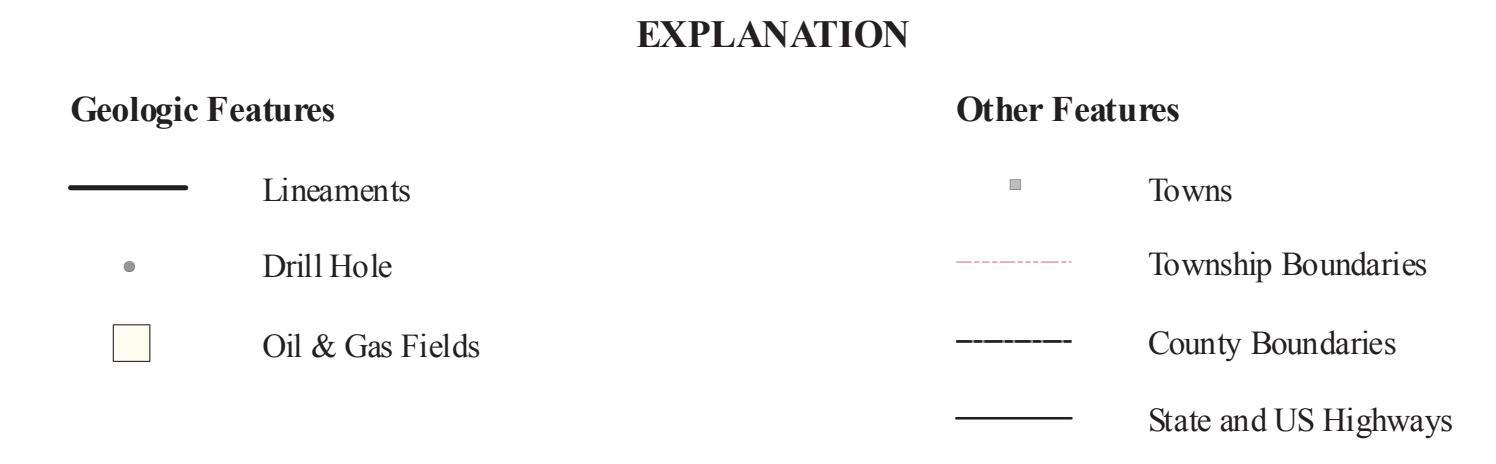 EXPLANATION
Geologic Features
Lineaments
Drill Hole
Oil & Gas Fields
Other Features
Towns
Township Boundaries
County Boundaries
State and US Highways